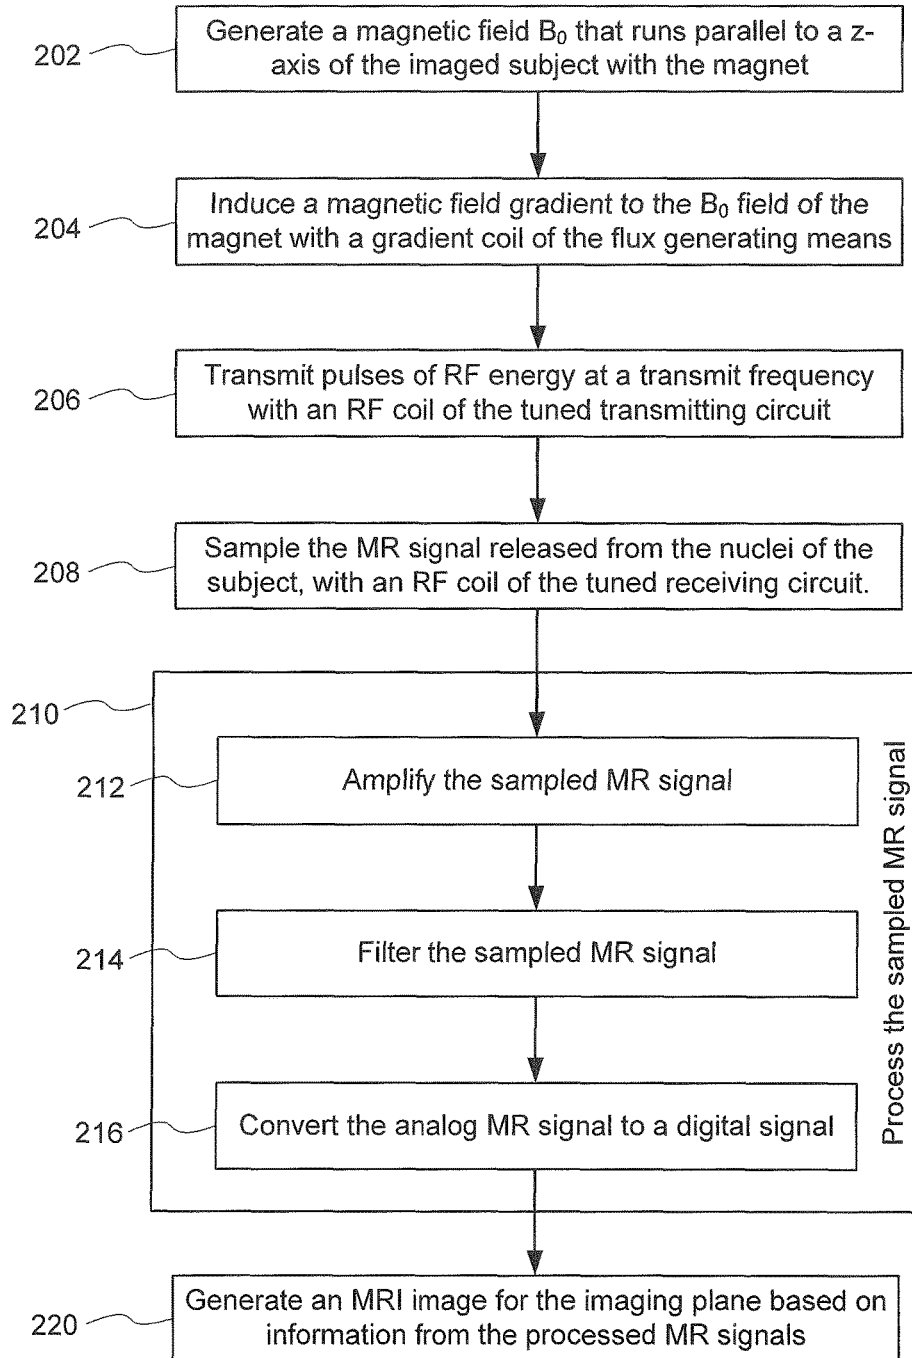 202
Generate a magnetic field B₀ that runs parallel to a z-
axis of the imaged subject with the magnet
204
Induce a magnetic field gradient to the B₀ field of the
magnet with a gradient coil of the flux generating means
206
Transmit pulses of RF energy at a transmit frequency
with an RF coil of the tuned transmitting circuit
208
Sample the MR signal released from the nuclei of the
subject, with an RF coil of the tuned receiving circuit.
210
Process the sampled MR signal
212
Amplify the sampled MR signal
214
Filter the sampled MR signal
216
Convert the analog MR signal to a digital signal
220
Generate an MRI image for the imaging plane based on
information from the processed MR signals